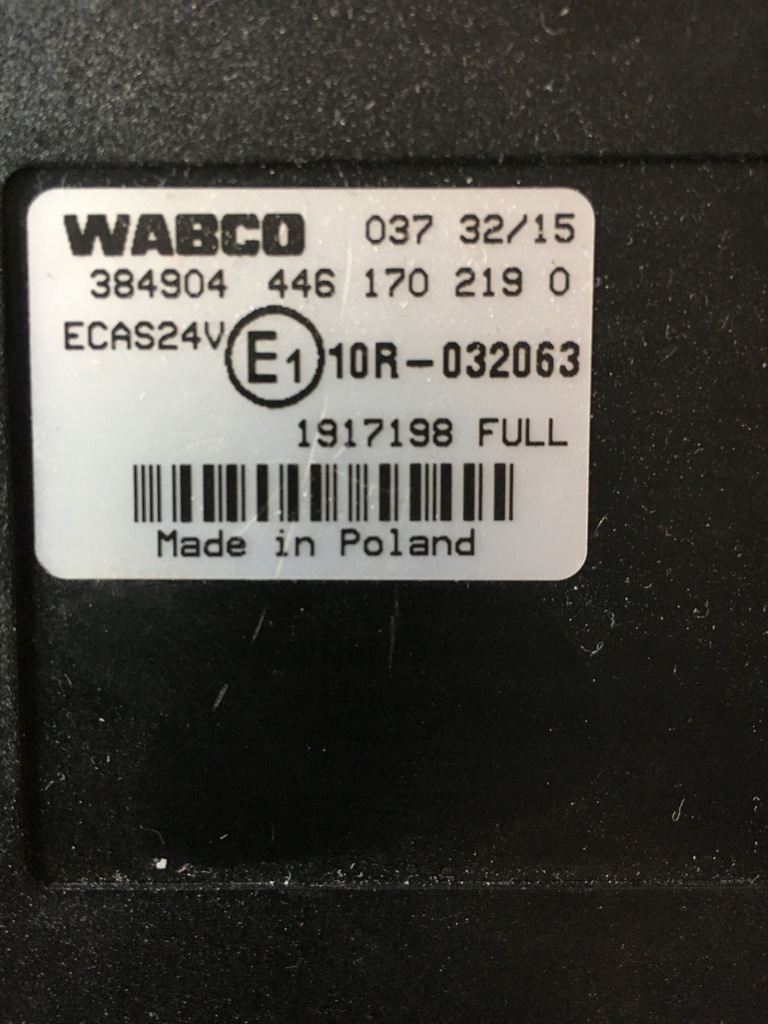 WABCO 037 32/15
384904 446 170 219 0
ECAS24V E1 10R-032063
1917198 FULL
Made in Poland